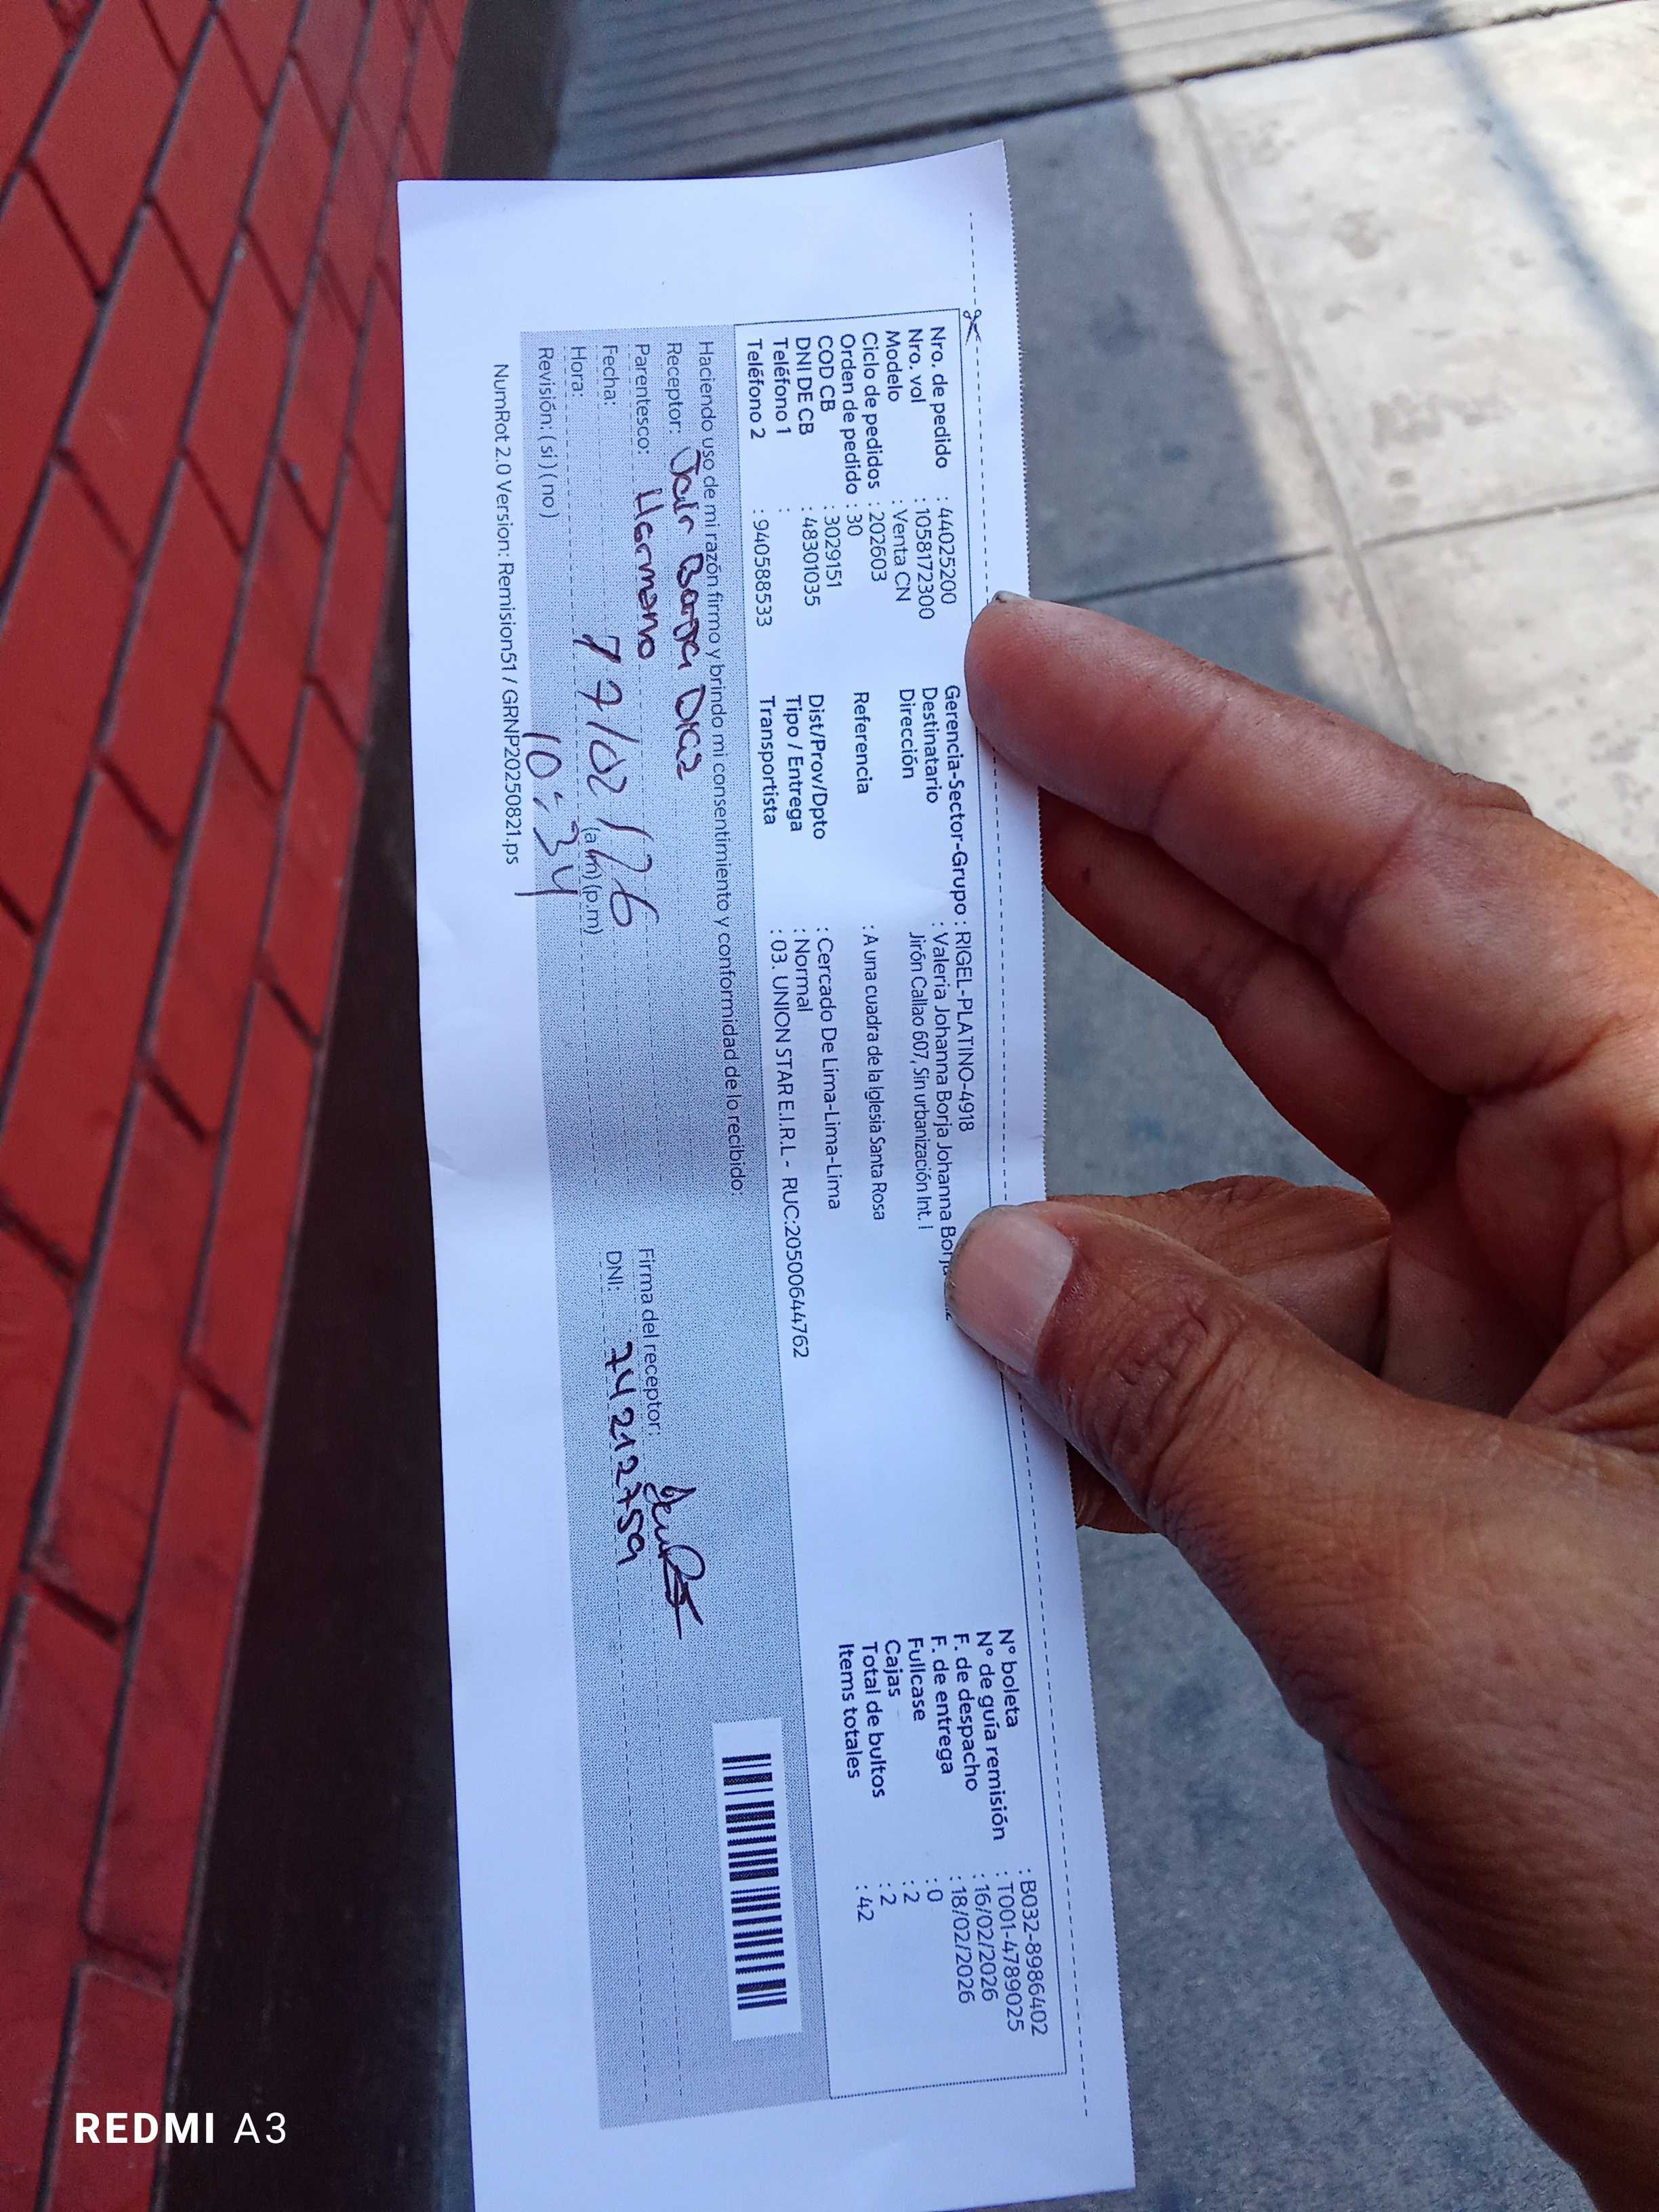 Nro. de pedido : 44025200
Nro. vol : 1058172300
Modelo : Venta CN
Ciclo de pedidos : 202603
Orden de pedido : 30
COD CB : 3029151
DNI DE CB : 48301035
Teléfono 1 :
Teléfono 2 : 940588533
Gerencia-Sector-Grupo : RIGEL-PLATINO-4918
Destinatario : Valeria Johanna Borja Johanna
Dirección Jirón Callao 607, Sin urbanización Int. I
Referencia : A una cuadra de la Iglesia Santa Rosa
Dist/Prov/Dpto : Cercado De Lima-Lima-Lima
Tipo / Entrega : Normal
Transportista : 03. UNION STAR E.I.R.L - RUC:20500644762
N° boleta : B032-8986402
N° de guía remisión : T001-4789025
F. de despacho : 16/02/2026
F. de entrega : 18/02/2026
Fullcase : 0
Cajas : 2
Total de bultos : 2
Items totales : 42
Haciendo uso de mi razón firmo y brindo mi consentimiento y conformidad de lo recibido:
Receptor: Jair
Parentesco: Hermano
Fecha: 77/02/26
Hora: 10:34 (a.m) (p.m)
Revisión: ( si ) ( no )
Firma del receptor:
DNI: 74212759
NumRot 2.0 Version: Remision51 / GRNP20250821.ps
REDMI A3